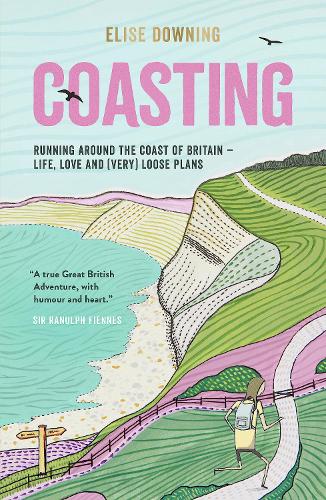 ELISE DOWNING
COASTING
RUNNING AROUND THE COAST OF BRITAIN –
LIFE, LOVE AND (VERY) LOOSE PLANS
“A true Great British
Adventure, with
humour and heart.”
SIR RANULPH FIENNES